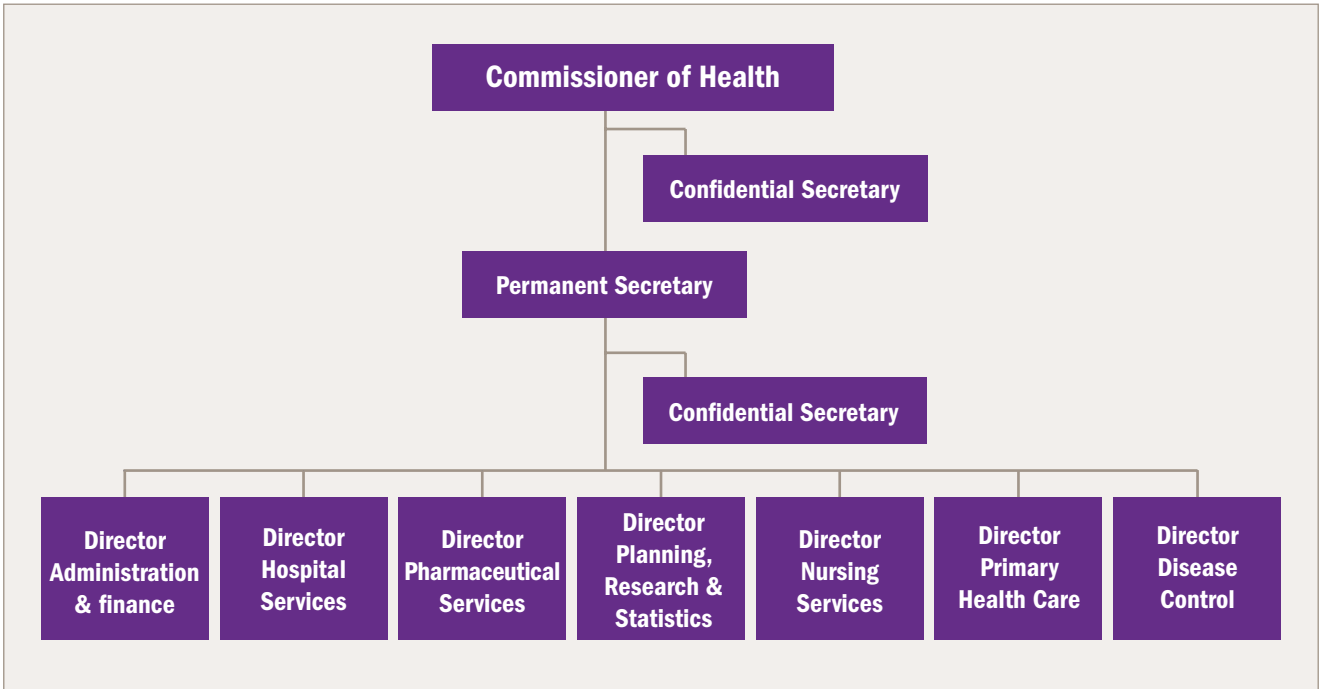 Commissioner of Health
Confidential Secretary
Permanent Secretary
Confidential Secretary
Director
Administration
& finance
Director
Hospital
Services
Director
Pharmaceutical
Services
Director
Planning,
Research &
Statistics
Director
Nursing
Services
Director
Primary
Health Care
Director
Disease
Control